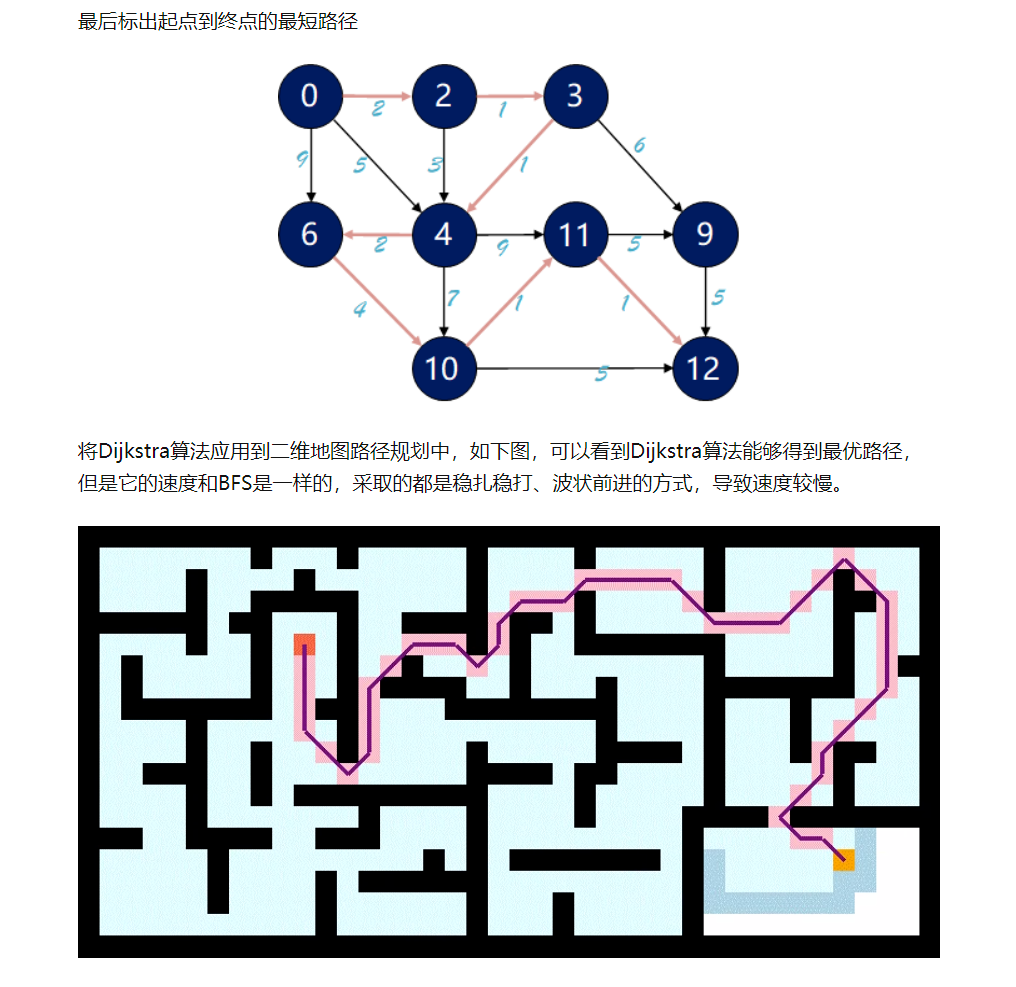 最后标出起点到终点的最短路径
0 2 2 1 3
9 5 3 1 6
6 2 4 9 11 5 9
4 7 1 1 5
10 5 12
将Dijkstra算法应用到二维地图路径规划中，如下图，可以看到Dijkstra算法能够得到最优路径，
但是它的速度和BFS是一样的，采取的都是稳扎稳打、波状前进的方式，导致速度较慢。